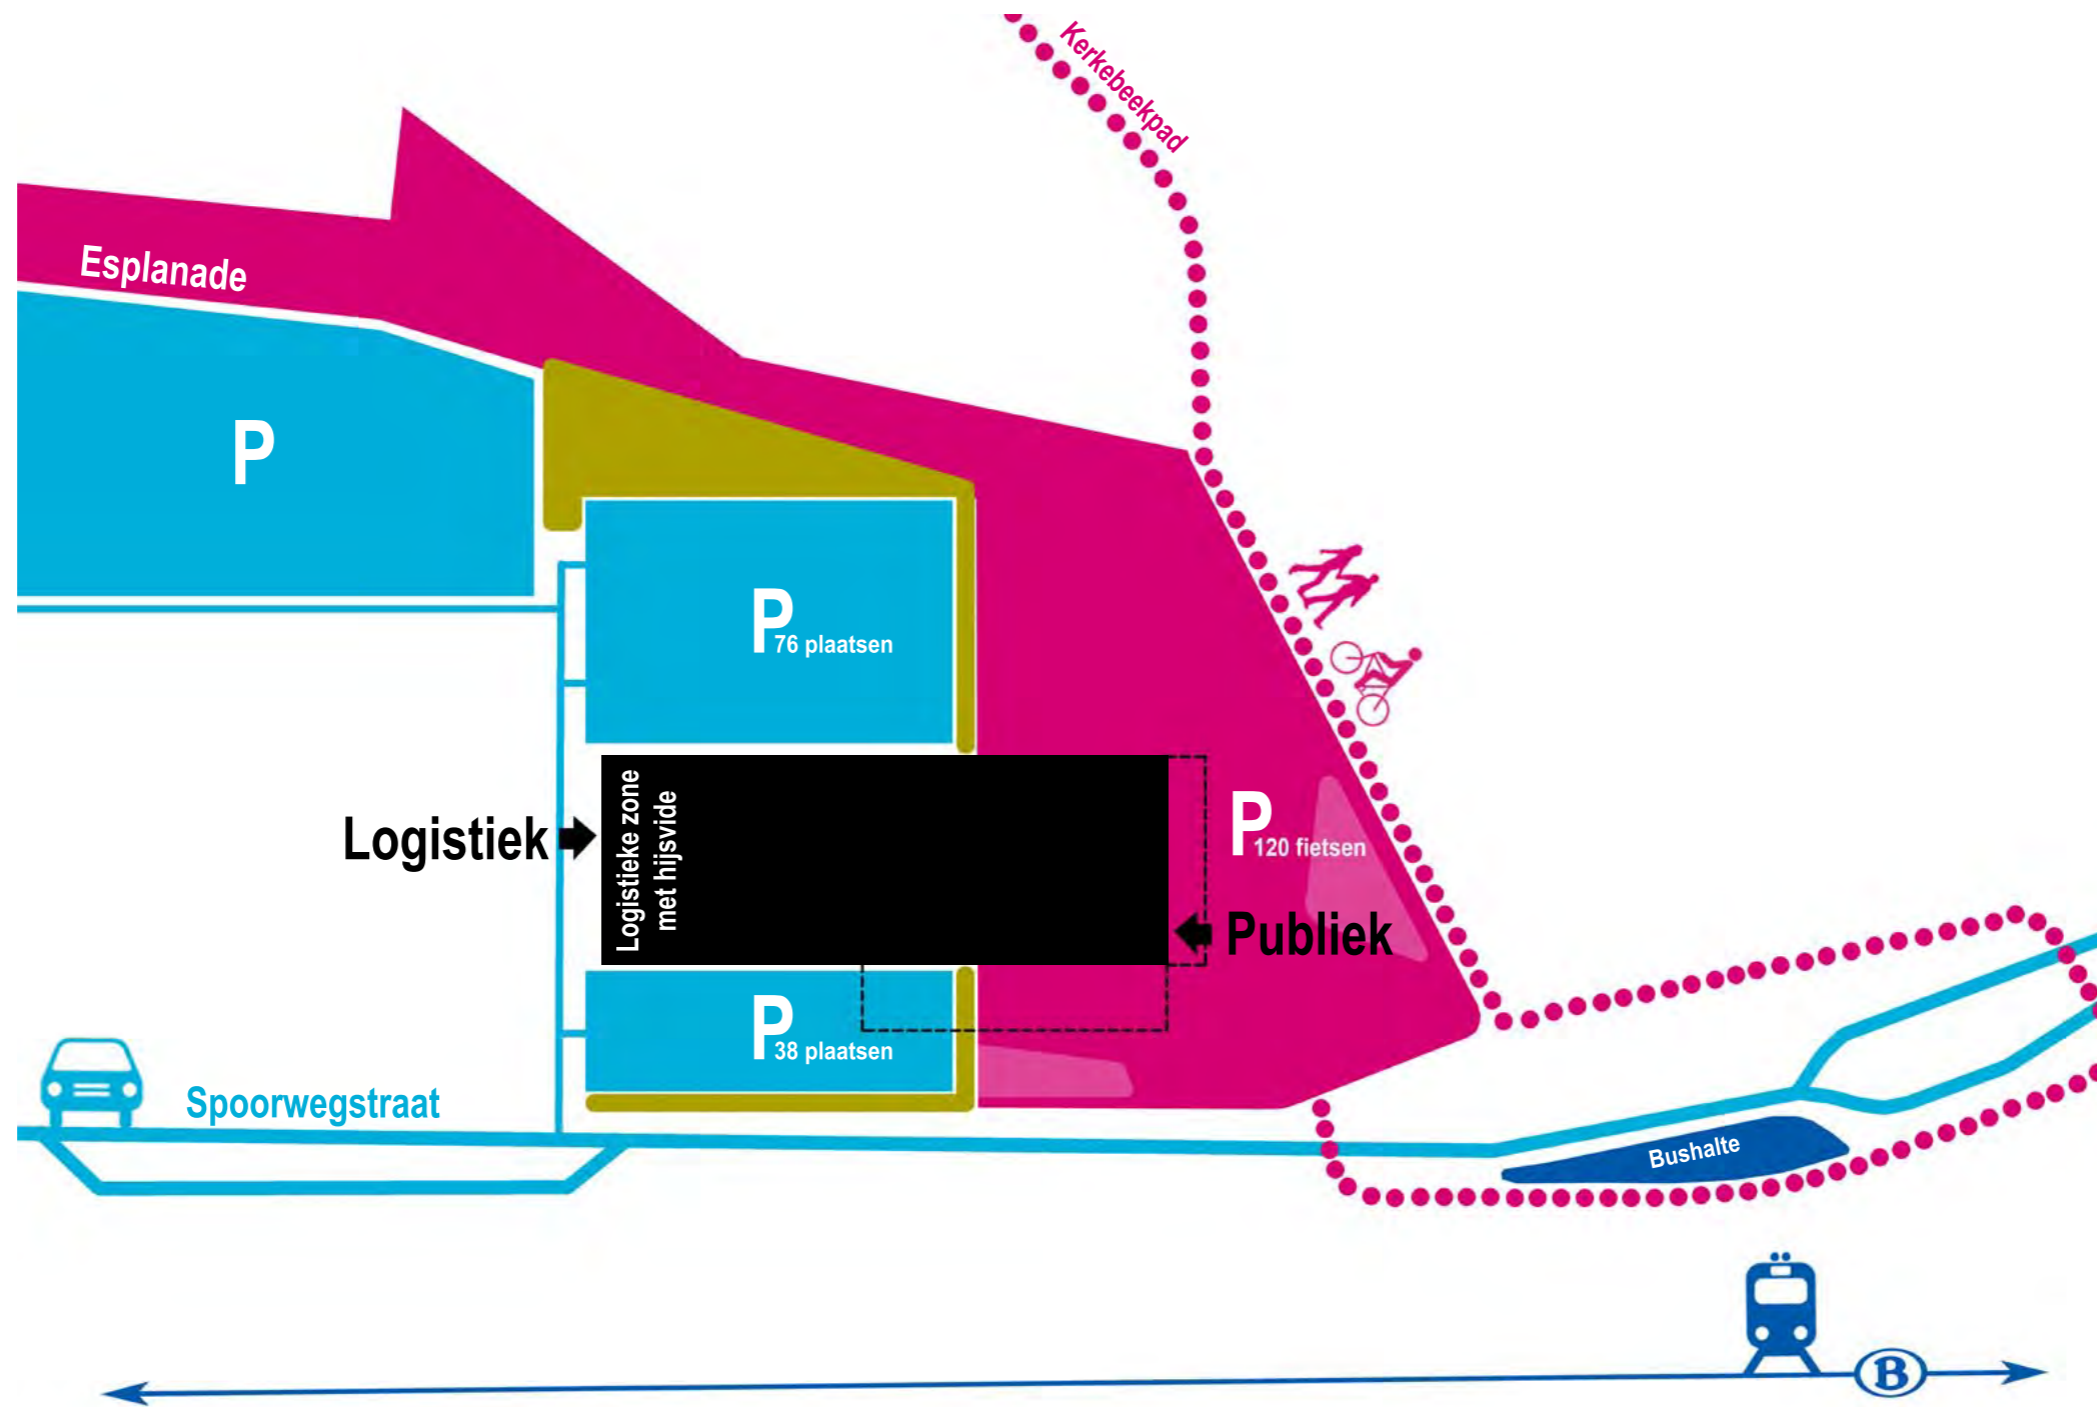 Kerkebeekpad
Esplanade
P
P
76 plaatsen
Logistiek
Logistieke zone
met hijsvide
P
120 fietsen
Publiek
P
38 plaatsen
Spoorwegstraat
Bushalte
B